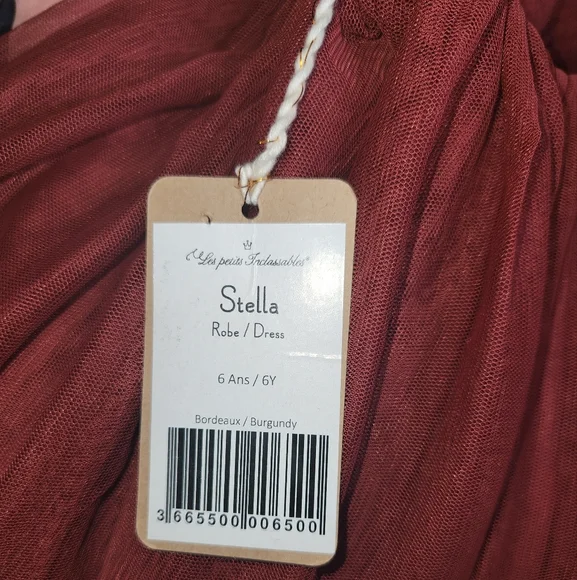 Les petits Inclassables®
Stella
Robe / Dress
6 Ans / 6Y
Bordeaux / Burgundy
3 665500 006500